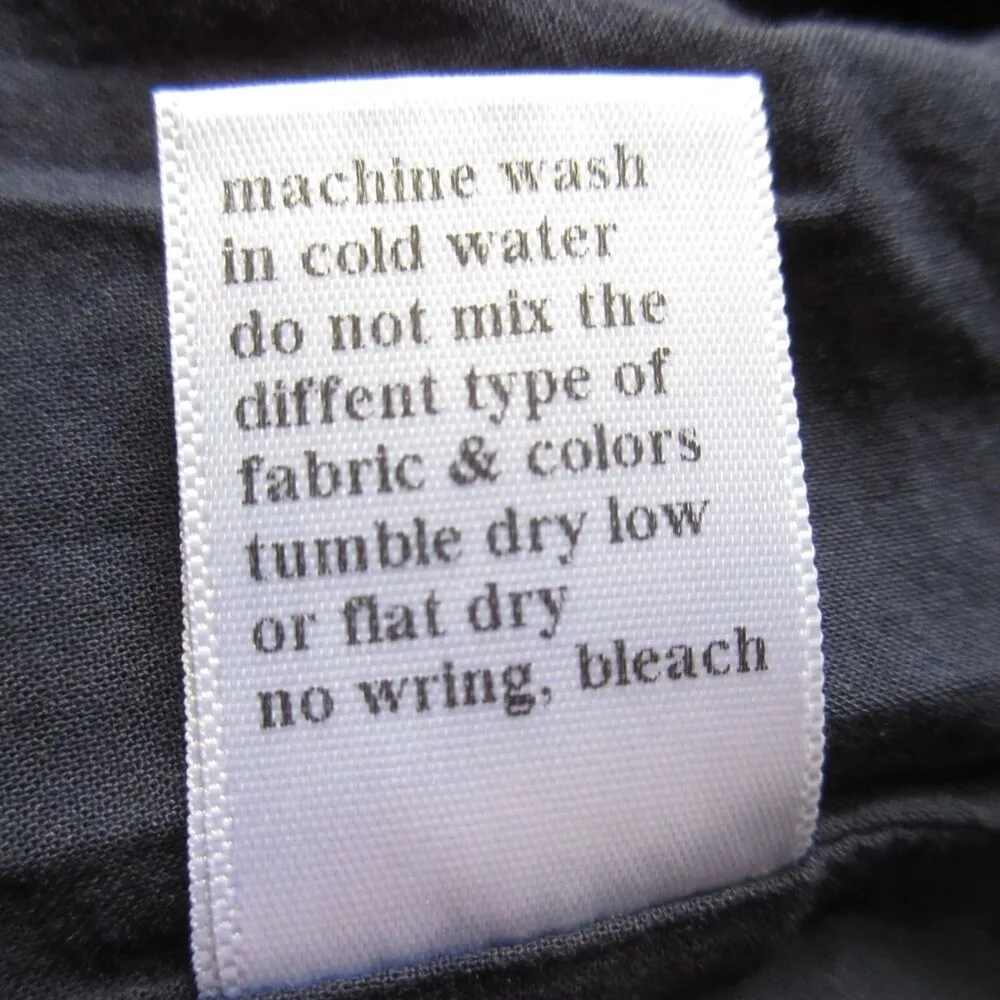 machine wash
in cold water
do not mix the
diffent type of
fabric & colors
tumble dry low
or flat dry
no wring, bleach